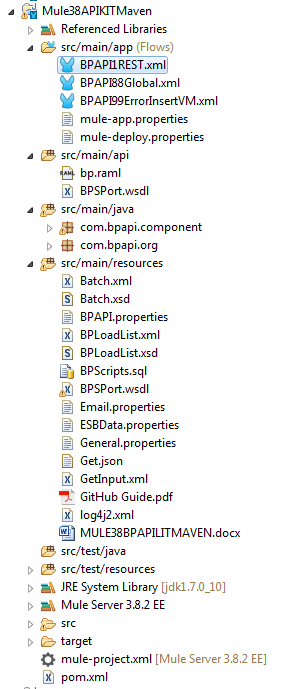 Mule38APIKITMaven
Referenced Libraries
src/main/app (Flows)
BPAPI1REST.xml
BPAPI88Global.xml
BPAPI99ErrorInsertVM.xml
mule-app.properties
mule-deploy.properties
src/main/api
RAML bp.raml
BPSPort.wsdl
src/main/java
com.bpapi.component
com.bpapi.org
src/main/resources
Batch.xml
Batch.xsd
BPAPI.properties
BPLoadList.xml
BPLoadList.xsd
BPScripts.sql
BPSPort.wsdl
Email.properties
ESBData.properties
General.properties
Get.json
GetInput.xml
GitHub Guide.pdf
log4j2.xml
MULE38BPAPILITMAVEN.docx
src/test/java
src/test/resources
JRE System Library [jdk1.7.0_10]
Mule Server 3.8.2 EE
src
target
mule-project.xml [Mule Server 3.8.2 EE]
pom.xml